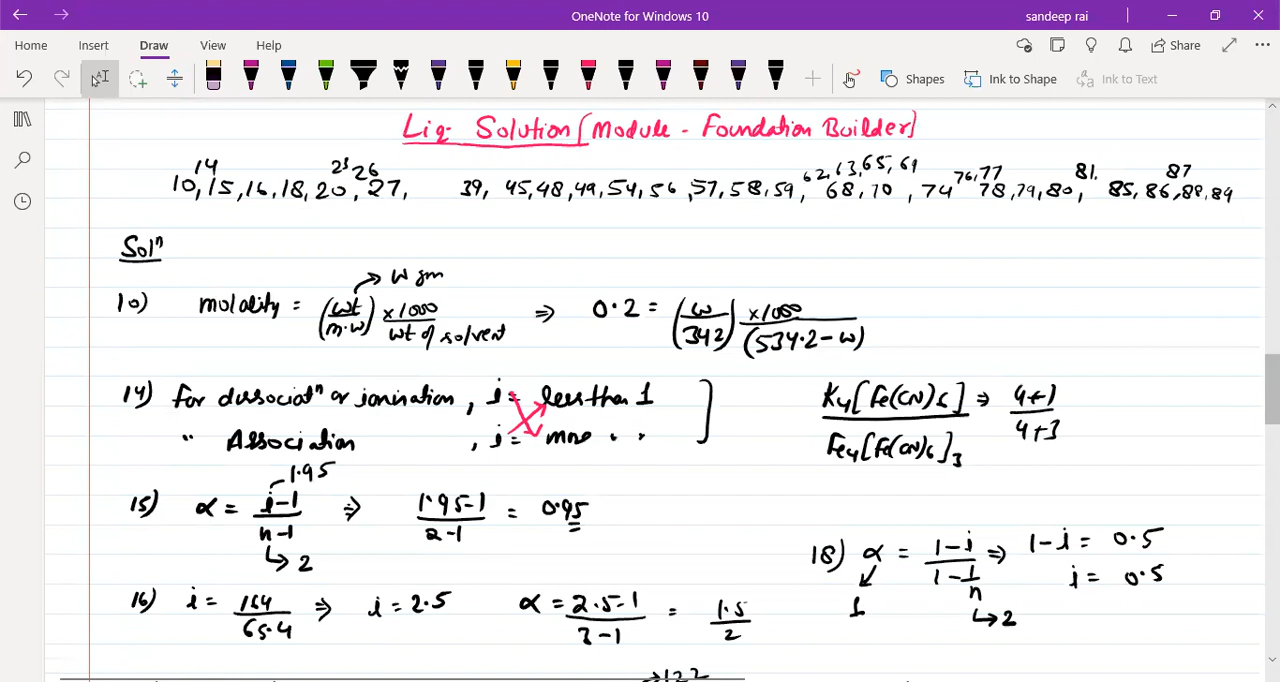 OneNote for Windows 10
sandeep rai
Home Insert Draw View Help
Share
Shapes
Ink to Shape
Ink to Text
Liq. Solution [Module - Foundation Builder]
14 23 26 62, 63, 65, 69 76, 77 81, 87
10, 15, 16, 18, 20, 27, 39, 45, 48, 49, 54, 56, 57, 58, 59, 68, 70, 74 78, 79, 80, 85, 86, 88, 89
Solⁿ
→ w gm
10) molality = (wt/m.w) x1000/wt of solvent ⇒ 0.2 = (w/342) x1000/(534.2-w)
14) for dissociatⁿ or ionination, i = less than 1
" Association , i = more " "
K4[Fe(CN)6] ⇒ 4+1
Fe4[Fe(CN)6]3 4+3
15) α = i-1/n-1 ⇒ 1.95-1/2-1 = 0.95
1.95
→ 2
16) i = 164/65.4 ⇒ i = 2.5 α = 2.5-1/3-1 = 1.5/2
18) α = 1-i/1-1/n ⇒ 1-i = 0.5
i = 0.5
1
→ 2
→122